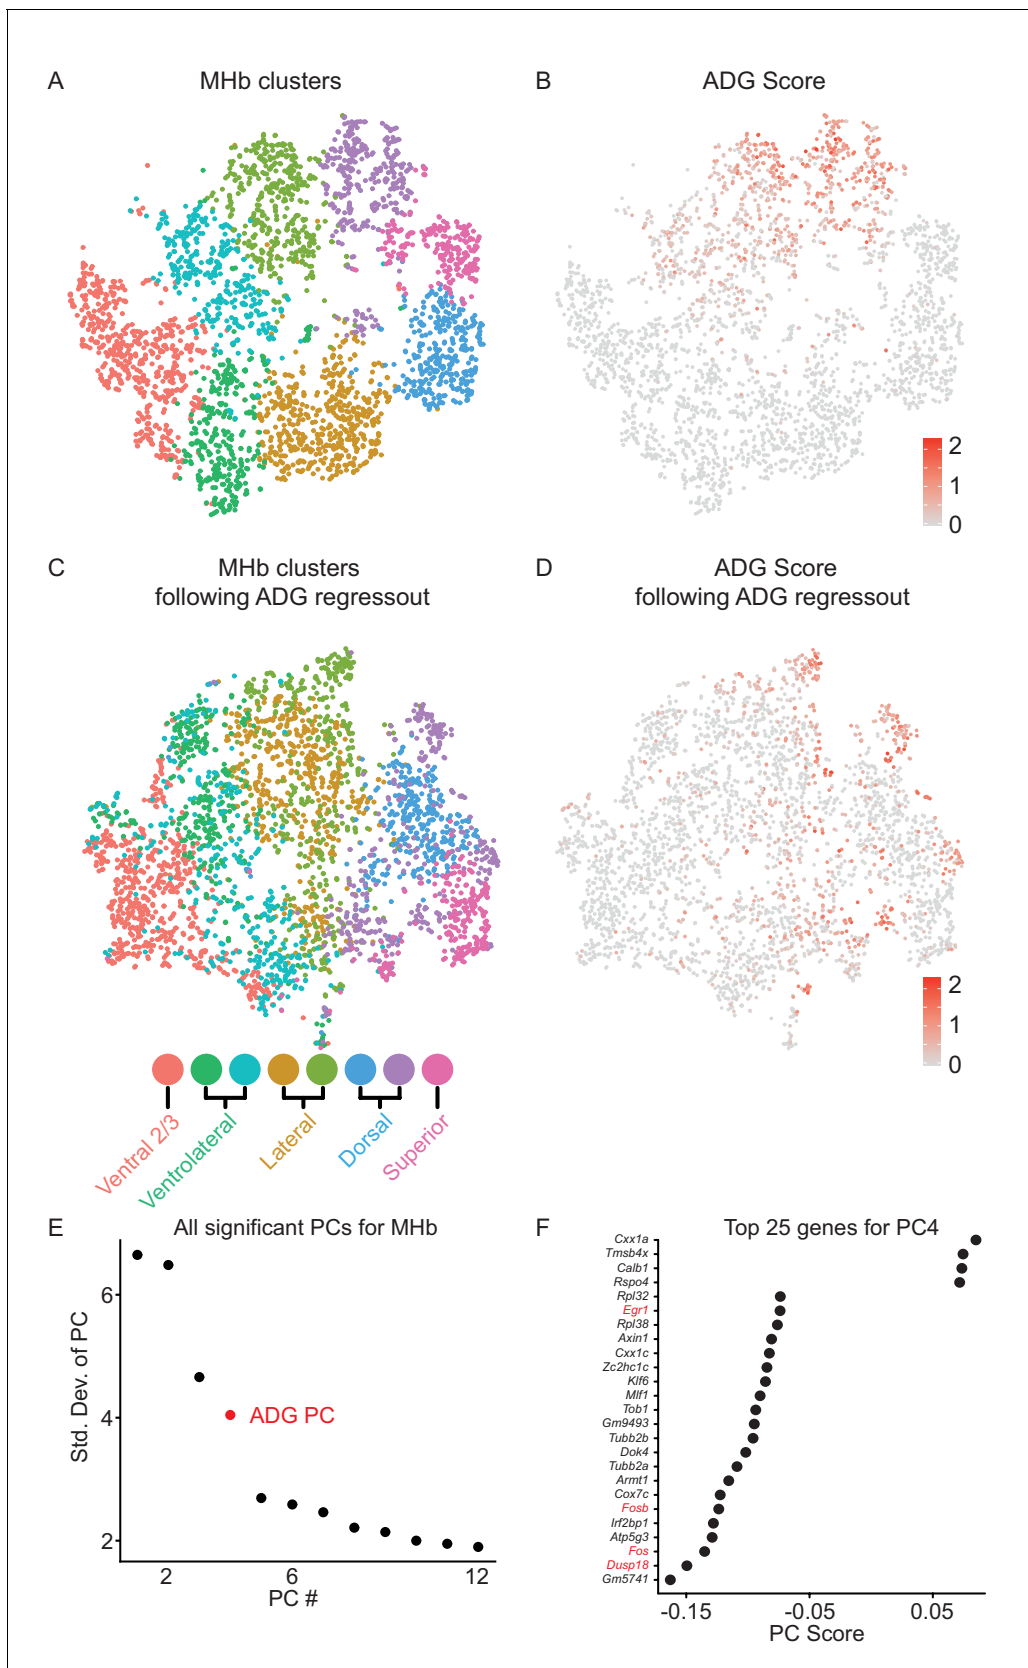 A
MHb clusters
B
ADG Score
2
1
0
C
MHb clusters
following ADG regressout
D
ADG Score
following ADG regressout
2
1
0
Ventral 2/3
Ventrolateral
Lateral
Dorsal
Superior
E
All significant PCs for MHb
Std. Dev. of PC
6
4
2
ADG PC
2
6
12
PC #
F
Top 25 genes for PC4
Cxx1a
Tmsb4x
Calb1
Rspo4
Rpl32
Egr1
Rpl38
Axin1
Cxx1c
Zc2hc1c
Klf6
Mlf1
Tob1
Gm9493
Tubb2b
Dok4
Tubb2a
Armt1
Cox7c
Fosb
Irf2bp1
Atp5g3
Fos
Dusp18
Gm5741
-0.15
-0.05
0.05
PC Score